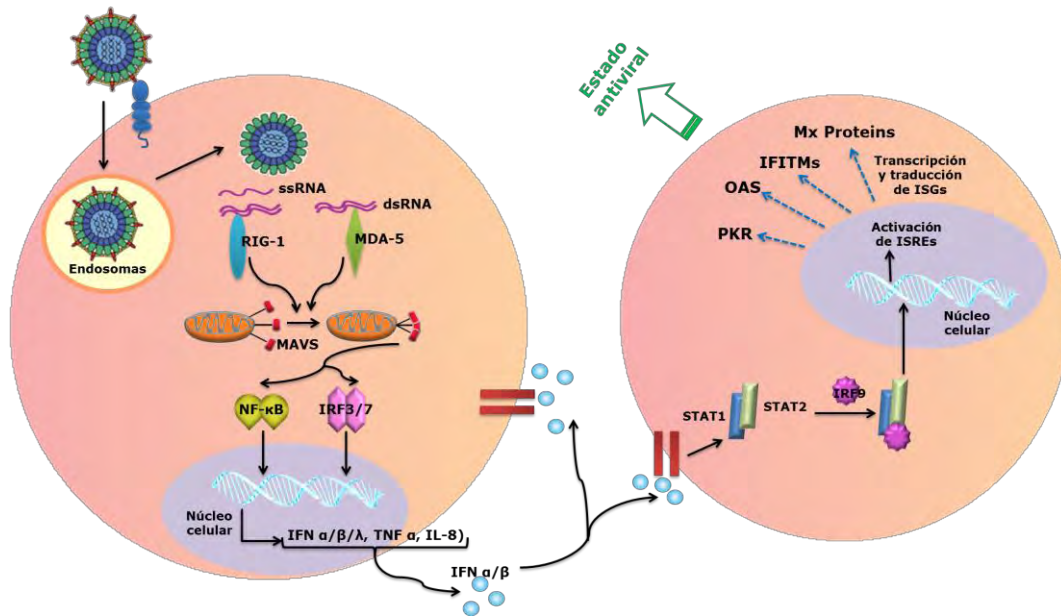 Endosomas
ssRNA
dsRNA
RIG-1
MDA-5
MAVS
NF-κB
IRF3/7
Núcleo
celular
IFN α/β/λ, TNF α, IL-8)
IFN α/β
Estado
antiviral
Mx Proteins
IFITMs
OAS
PKR
Transcripción
y traducción
de ISGs
Activación
de ISREs
Núcleo
celular
STAT1
STAT2
IRF9